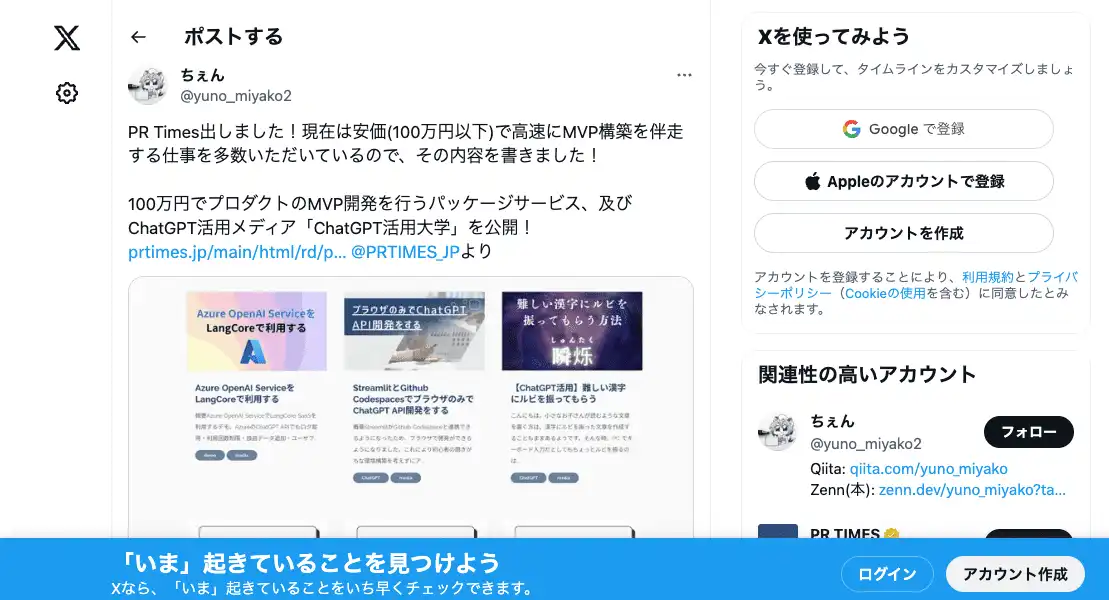 ポストする
ちぇん
@yuno_miyako2
PR Times出しました！現在は安価(100万円以下)で高速にMVP構築を伴走
する仕事を多数いただいているので、その内容を書きました！
100万円でプロダクトのMVP開発を行うパッケージサービス、及び
ChatGPT活用メディア「ChatGPT活用大学」を公開！
prtimes.jp/main/html/rd/p... @PRTIMES_JPより
Azure OpenAI Serviceを
LangCoreで利用する
ブラウザのみでChatGPT
API開発をする
難しい漢字にルビを
振ってもらう方法
しゅんたく
瞬烁
Azure OpenAI Serviceを
LangCoreで利用する
StreamlitとGithub
Codespacesでブラウザのみで
ChatGPT API開発をする
【ChatGPT活用】難しい漢字
にルビを振ってもらう
ChatGPT
media
ChatGPT
media
Xを使ってみよう
今すぐ登録して、タイムラインをカスタマイズしましょ
う。
Google で登録
Appleのアカウントで登録
アカウントを作成
アカウントを登録することにより、利用規約とプライバ
シーポリシー（Cookieの使用を含む）に同意したとみ
なされます。
関連性の高いアカウント
ちぇん
@yuno_miyako2
フォロー
Qiita: qiita.com/yuno_miyako
Zenn(本): zenn.dev/yuno_miyako?ta...
PR TIMES
「いま」起きていることを見つけよう
Xなら、「いま」起きていることをいち早くチェックできます。
ログイン
アカウント作成